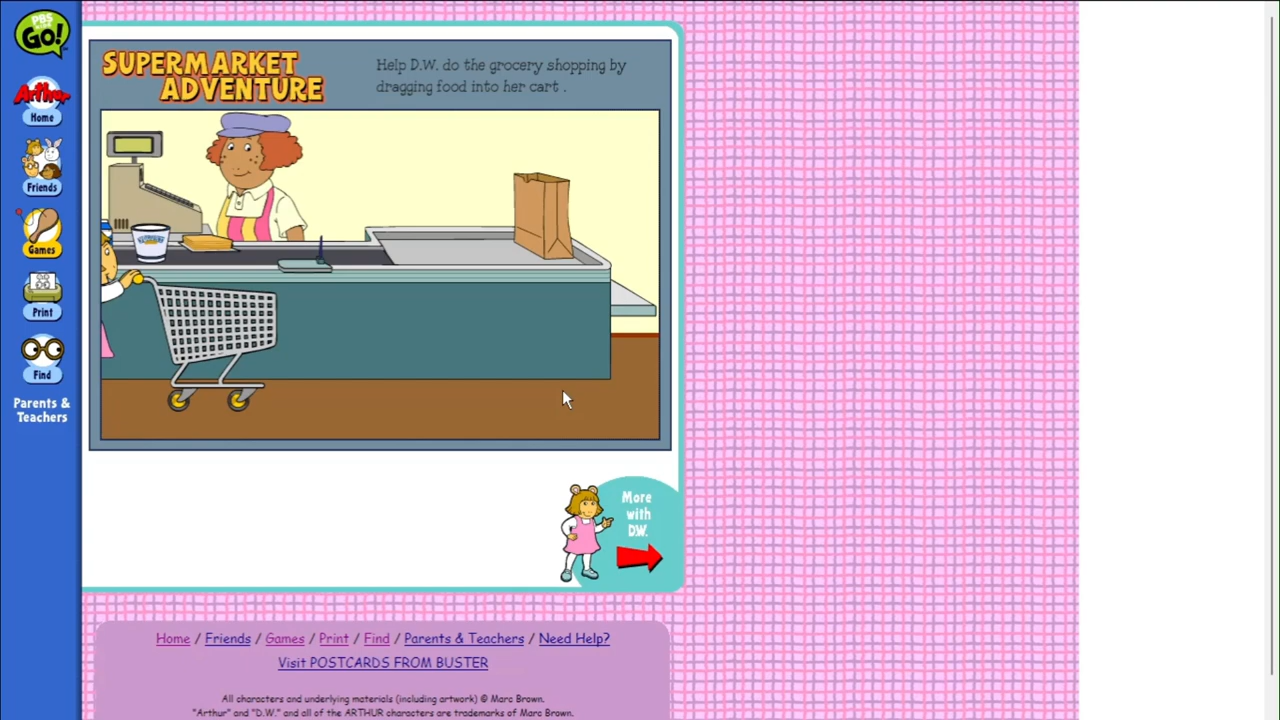 PBS
KIDS
GO!
SUPERMARKET
ADVENTURE
Help D.W. do the grocery shopping by
dragging food into her cart .
Arthur
Home
Friends
Games
Print
Find
Parents &
Teachers
More
with
D.W.
Home / Friends / Games / Print / Find / Parents & Teachers / Need Help?
Visit POSTCARDS FROM BUSTER
All characters and underlying materials (including artwork) © Marc Brown.
"Arthur" and "D.W." and all of the ARTHUR characters are trademarks of Marc Brown.